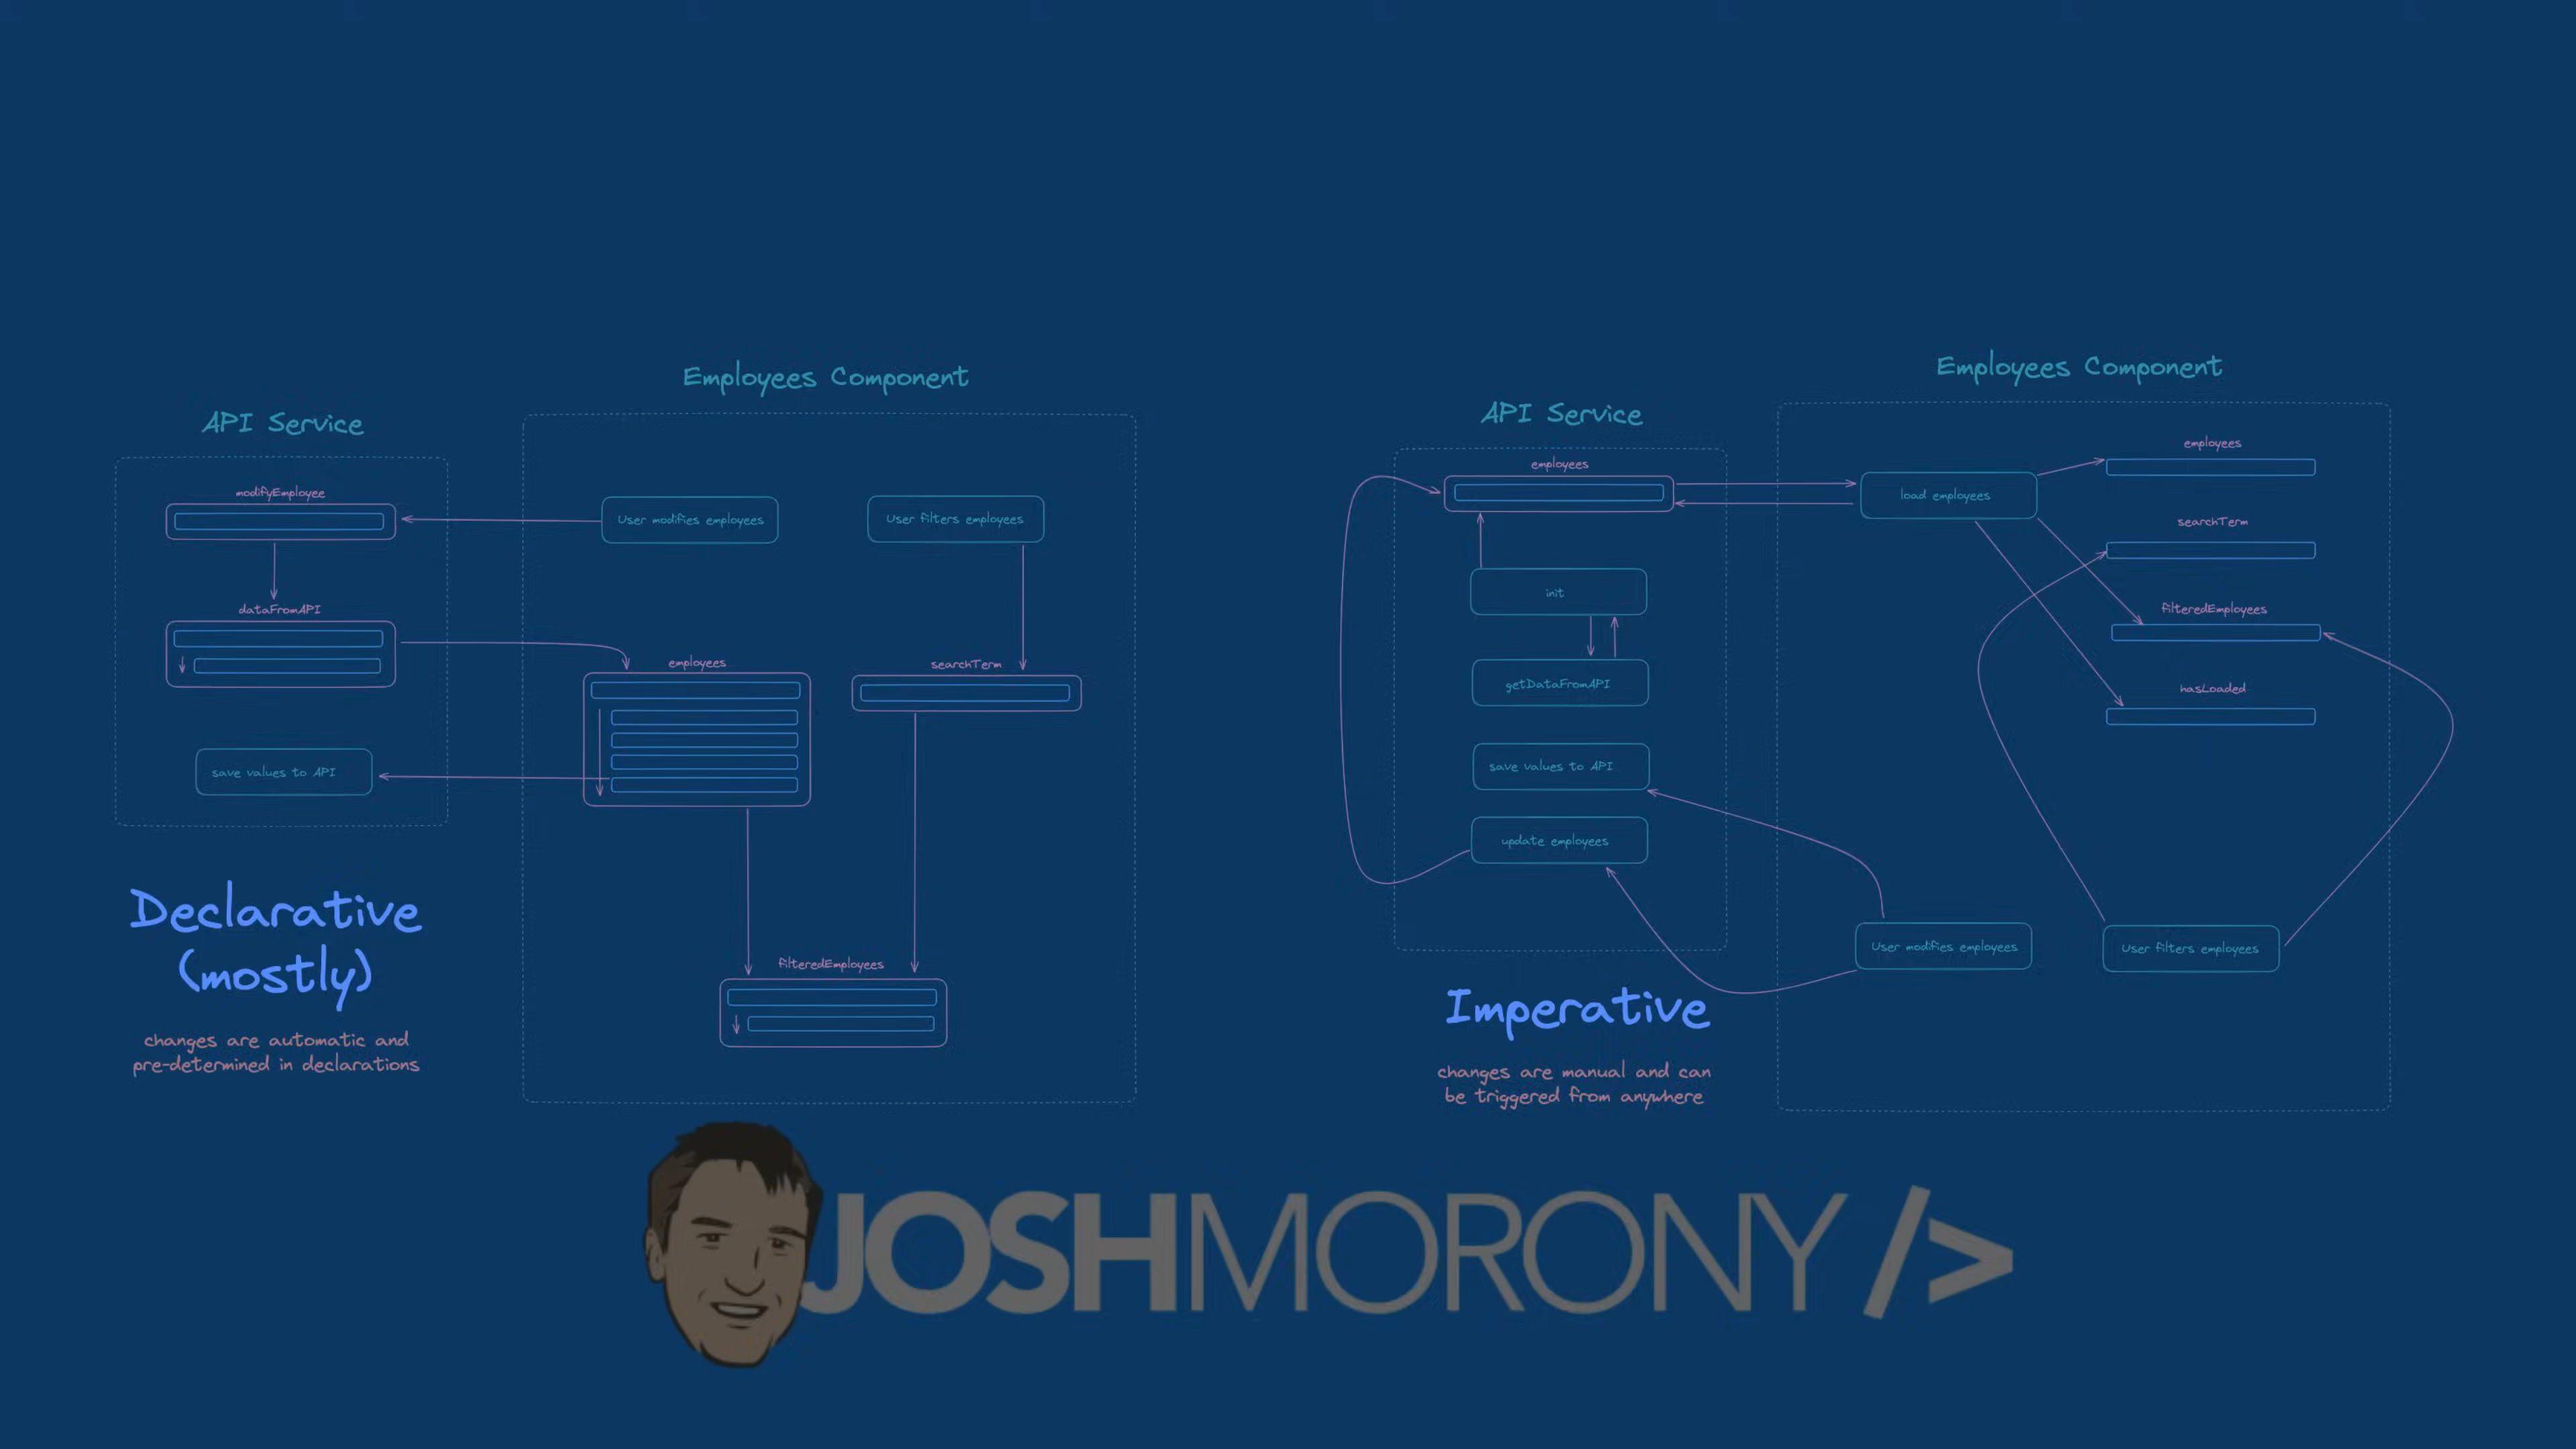 Employees Component
API Service
modifyEmployee
User modifies employees
User filters employees
dataFromAPI
employees
searchTerm
save values to API
Declarative
(mostly)
filteredEmployees
changes are automatic and
pre-determined in declarations
Employees Component
API Service
employees
employees
load employees
searchTerm
init
filteredEmployees
getDataFromAPI
hasLoaded
save values to API
update employees
User modifies employees
User filters employees
Imperative
changes are manual and can
be triggered from anywhere
JOSHMORONY/>